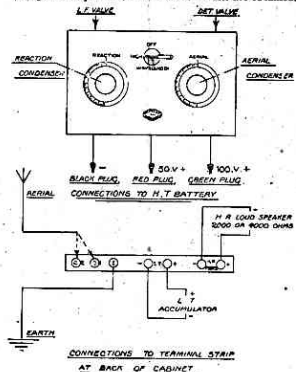 L.F. VALVE
DET. VALVE
REACTION
CONDENSER
REACTION
OFF
AERIAL
AERIAL
CONDENSER
-
50.V+
100.V.+
BLACK PLUG,
RED PLUG,
GREEN PLUG.
CONNECTIONS TO H.T BATTERY
AERIAL
H R LOUD SPEAKER
2000 OR 4000 OHMS
L T
ACCUMULATOR
EARTH
CONNECTIONS TO TERMINAL STRIP
AT BACK OF CABINET